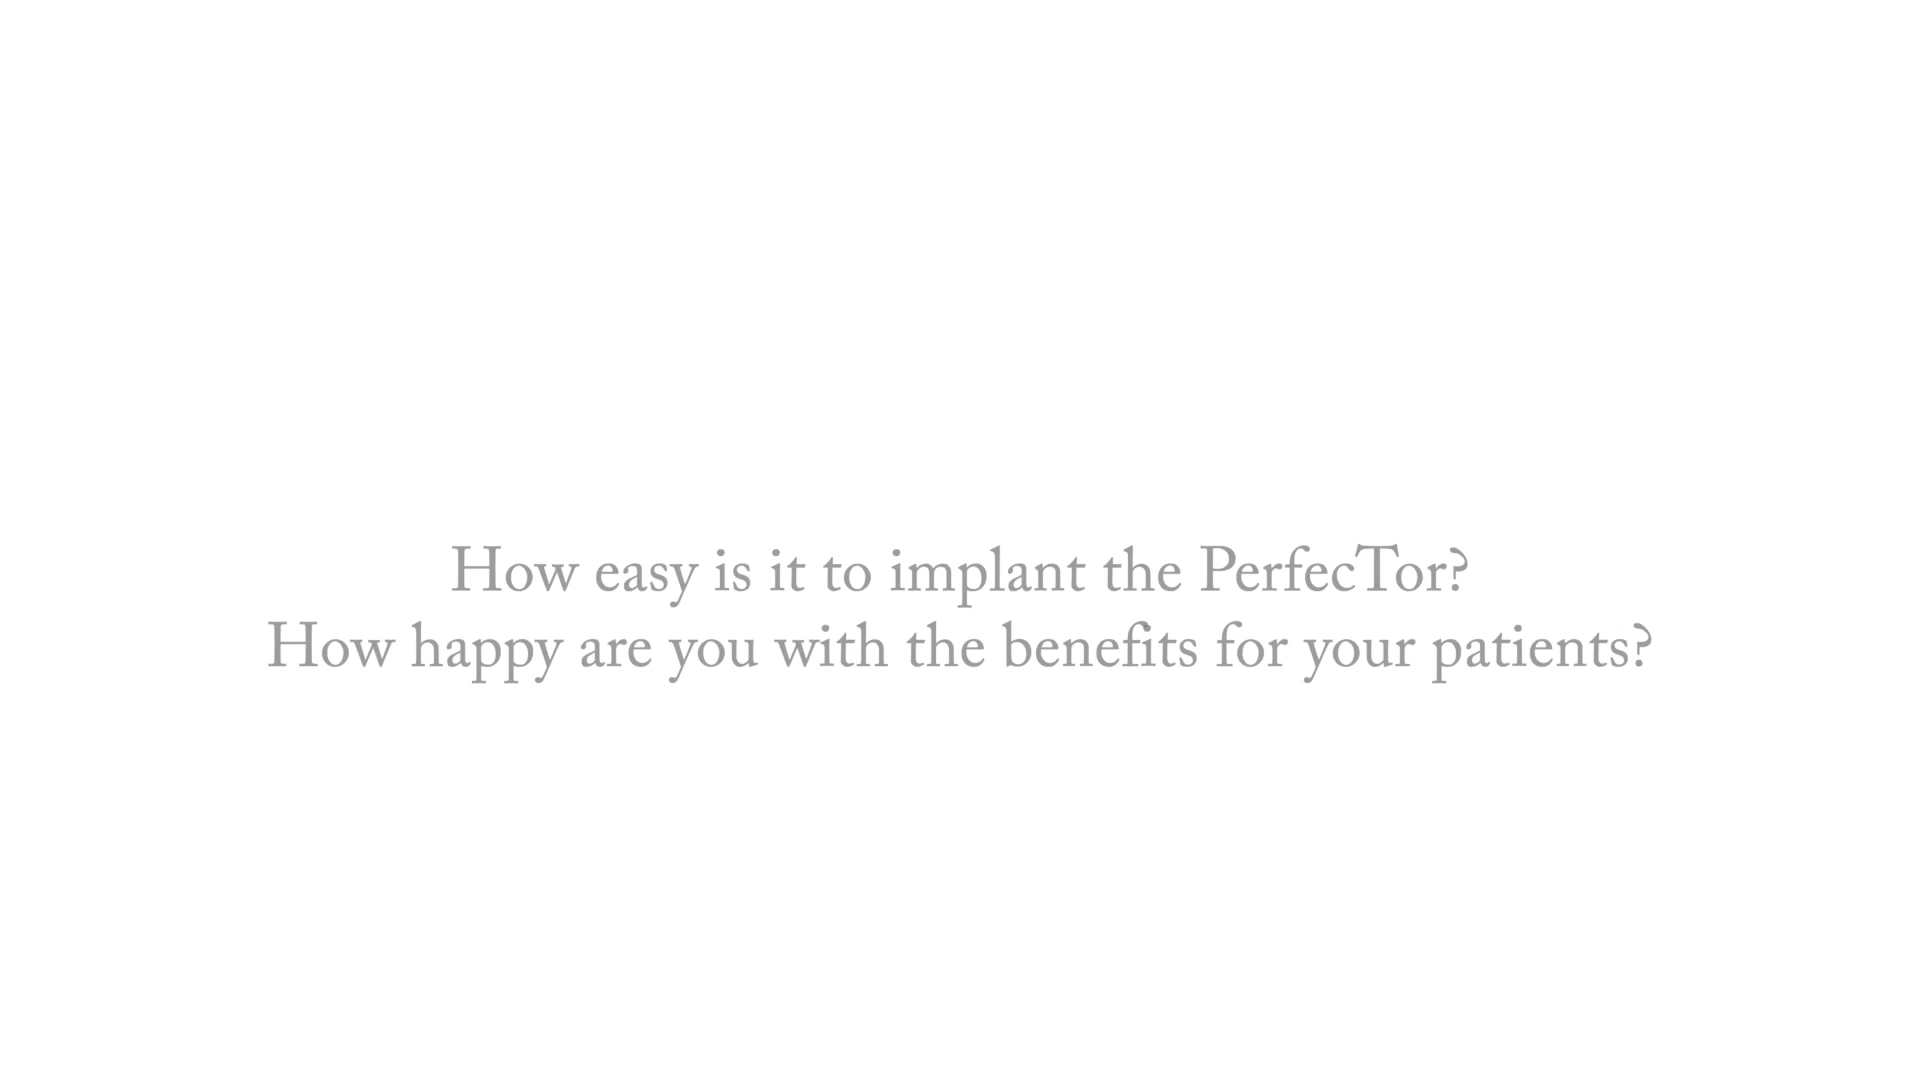 How easy is it to implant the PerfecTor?
How happy are you with the benefits for your patients?